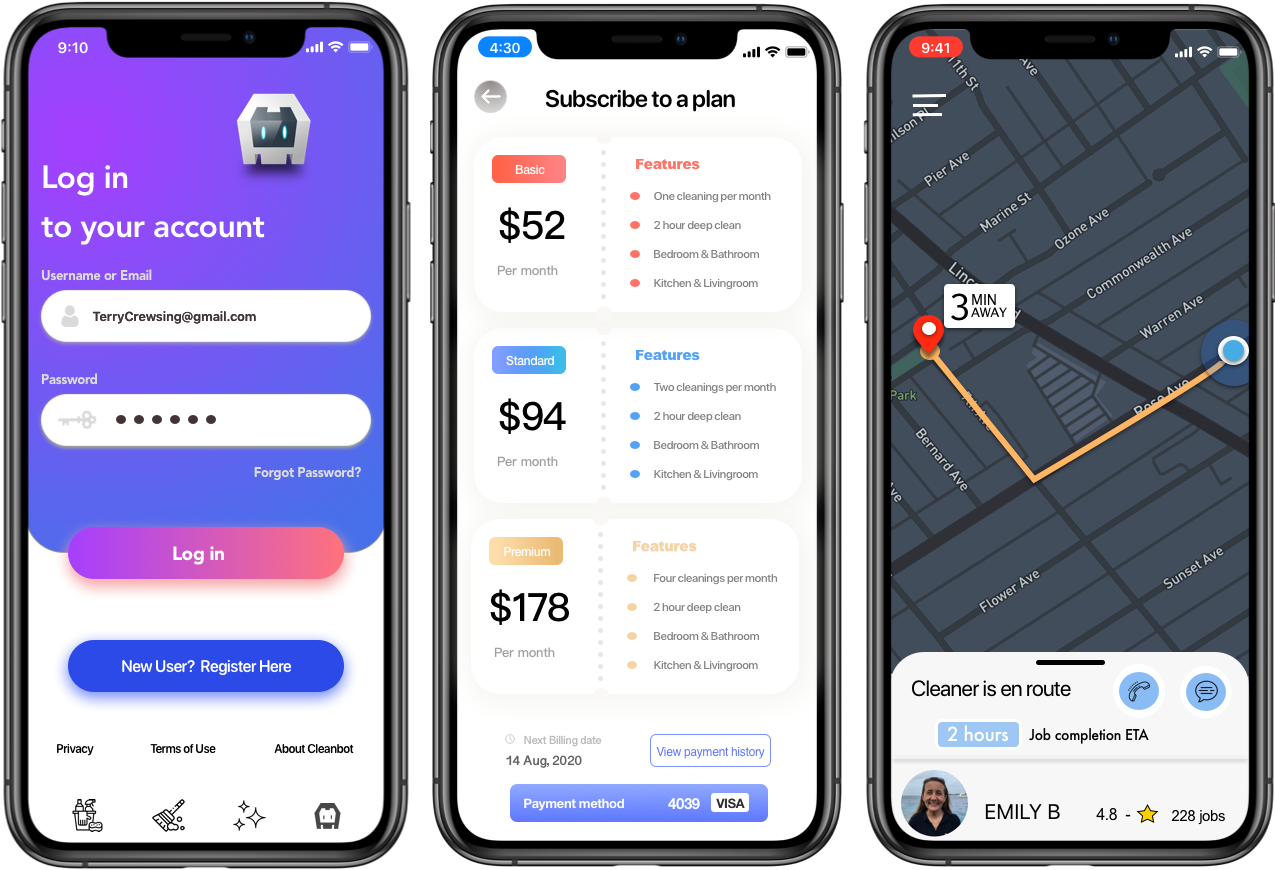 9:10
Log in
to your account
Username or Email
TerryCrewsing@gmail.com
Password
Forgot Password?
Log in
New User? Register Here
Privacy
Terms of Use
About Cleanbot
4:30
Subscribe to a plan
Basic
$52
Per month
Features
One cleaning per month
2 hour deep clean
Bedroom & Bathroom
Kitchen & Livingroom
Standard
$94
Per month
Features
Two cleanings per month
2 hour deep clean
Bedroom & Bathroom
Kitchen & Livingroom
Premium
$178
Per month
Features
Four cleanings per month
2 hour deep clean
Bedroom & Bathroom
Kitchen & Livingroom
Next Billing date
14 Aug, 2020
View payment history
Payment method
4039 VISA
9:41
11th St
Ave
Pier Ave
Marine St
Ozone Ave
Commonwealth Ave
3 MIN
AWAY
Warren Ave
Rose Ave
Park
Bernard Ave
Flower Ave
Sunset Ave
Cleaner is en route
2 hours
Job completion ETA
EMILY B
4.8 -
228 jobs